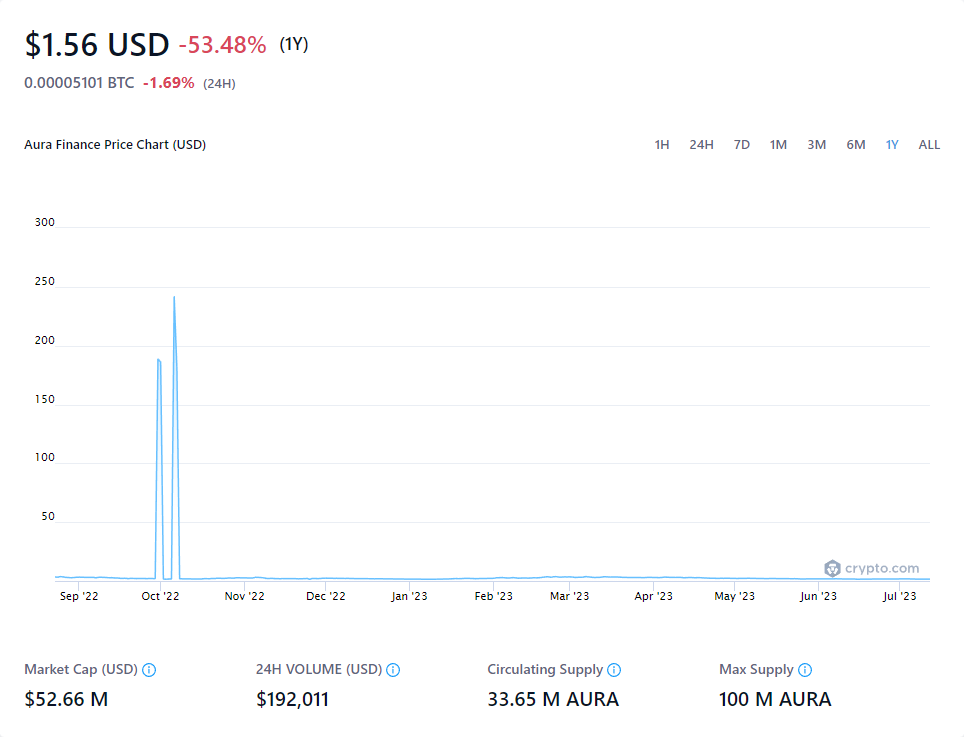 $1.56 USD -53.48% (1Y)
0.00005101 BTC -1.69% (24H)
Aura Finance Price Chart (USD) 1H 24H 7D 1M 3M 6M 1Y ALL
300
250
200
150
100
50
crypto.com
Sep '22 Oct '22 Nov '22 Dec '22 Jan '23 Feb '23 Mar '23 Apr '23 May '23 Jun '23 Jul '23
Market Cap (USD) 24H VOLUME (USD) Circulating Supply Max Supply
$52.66 M $192,011 33.65 M AURA 100 M AURA